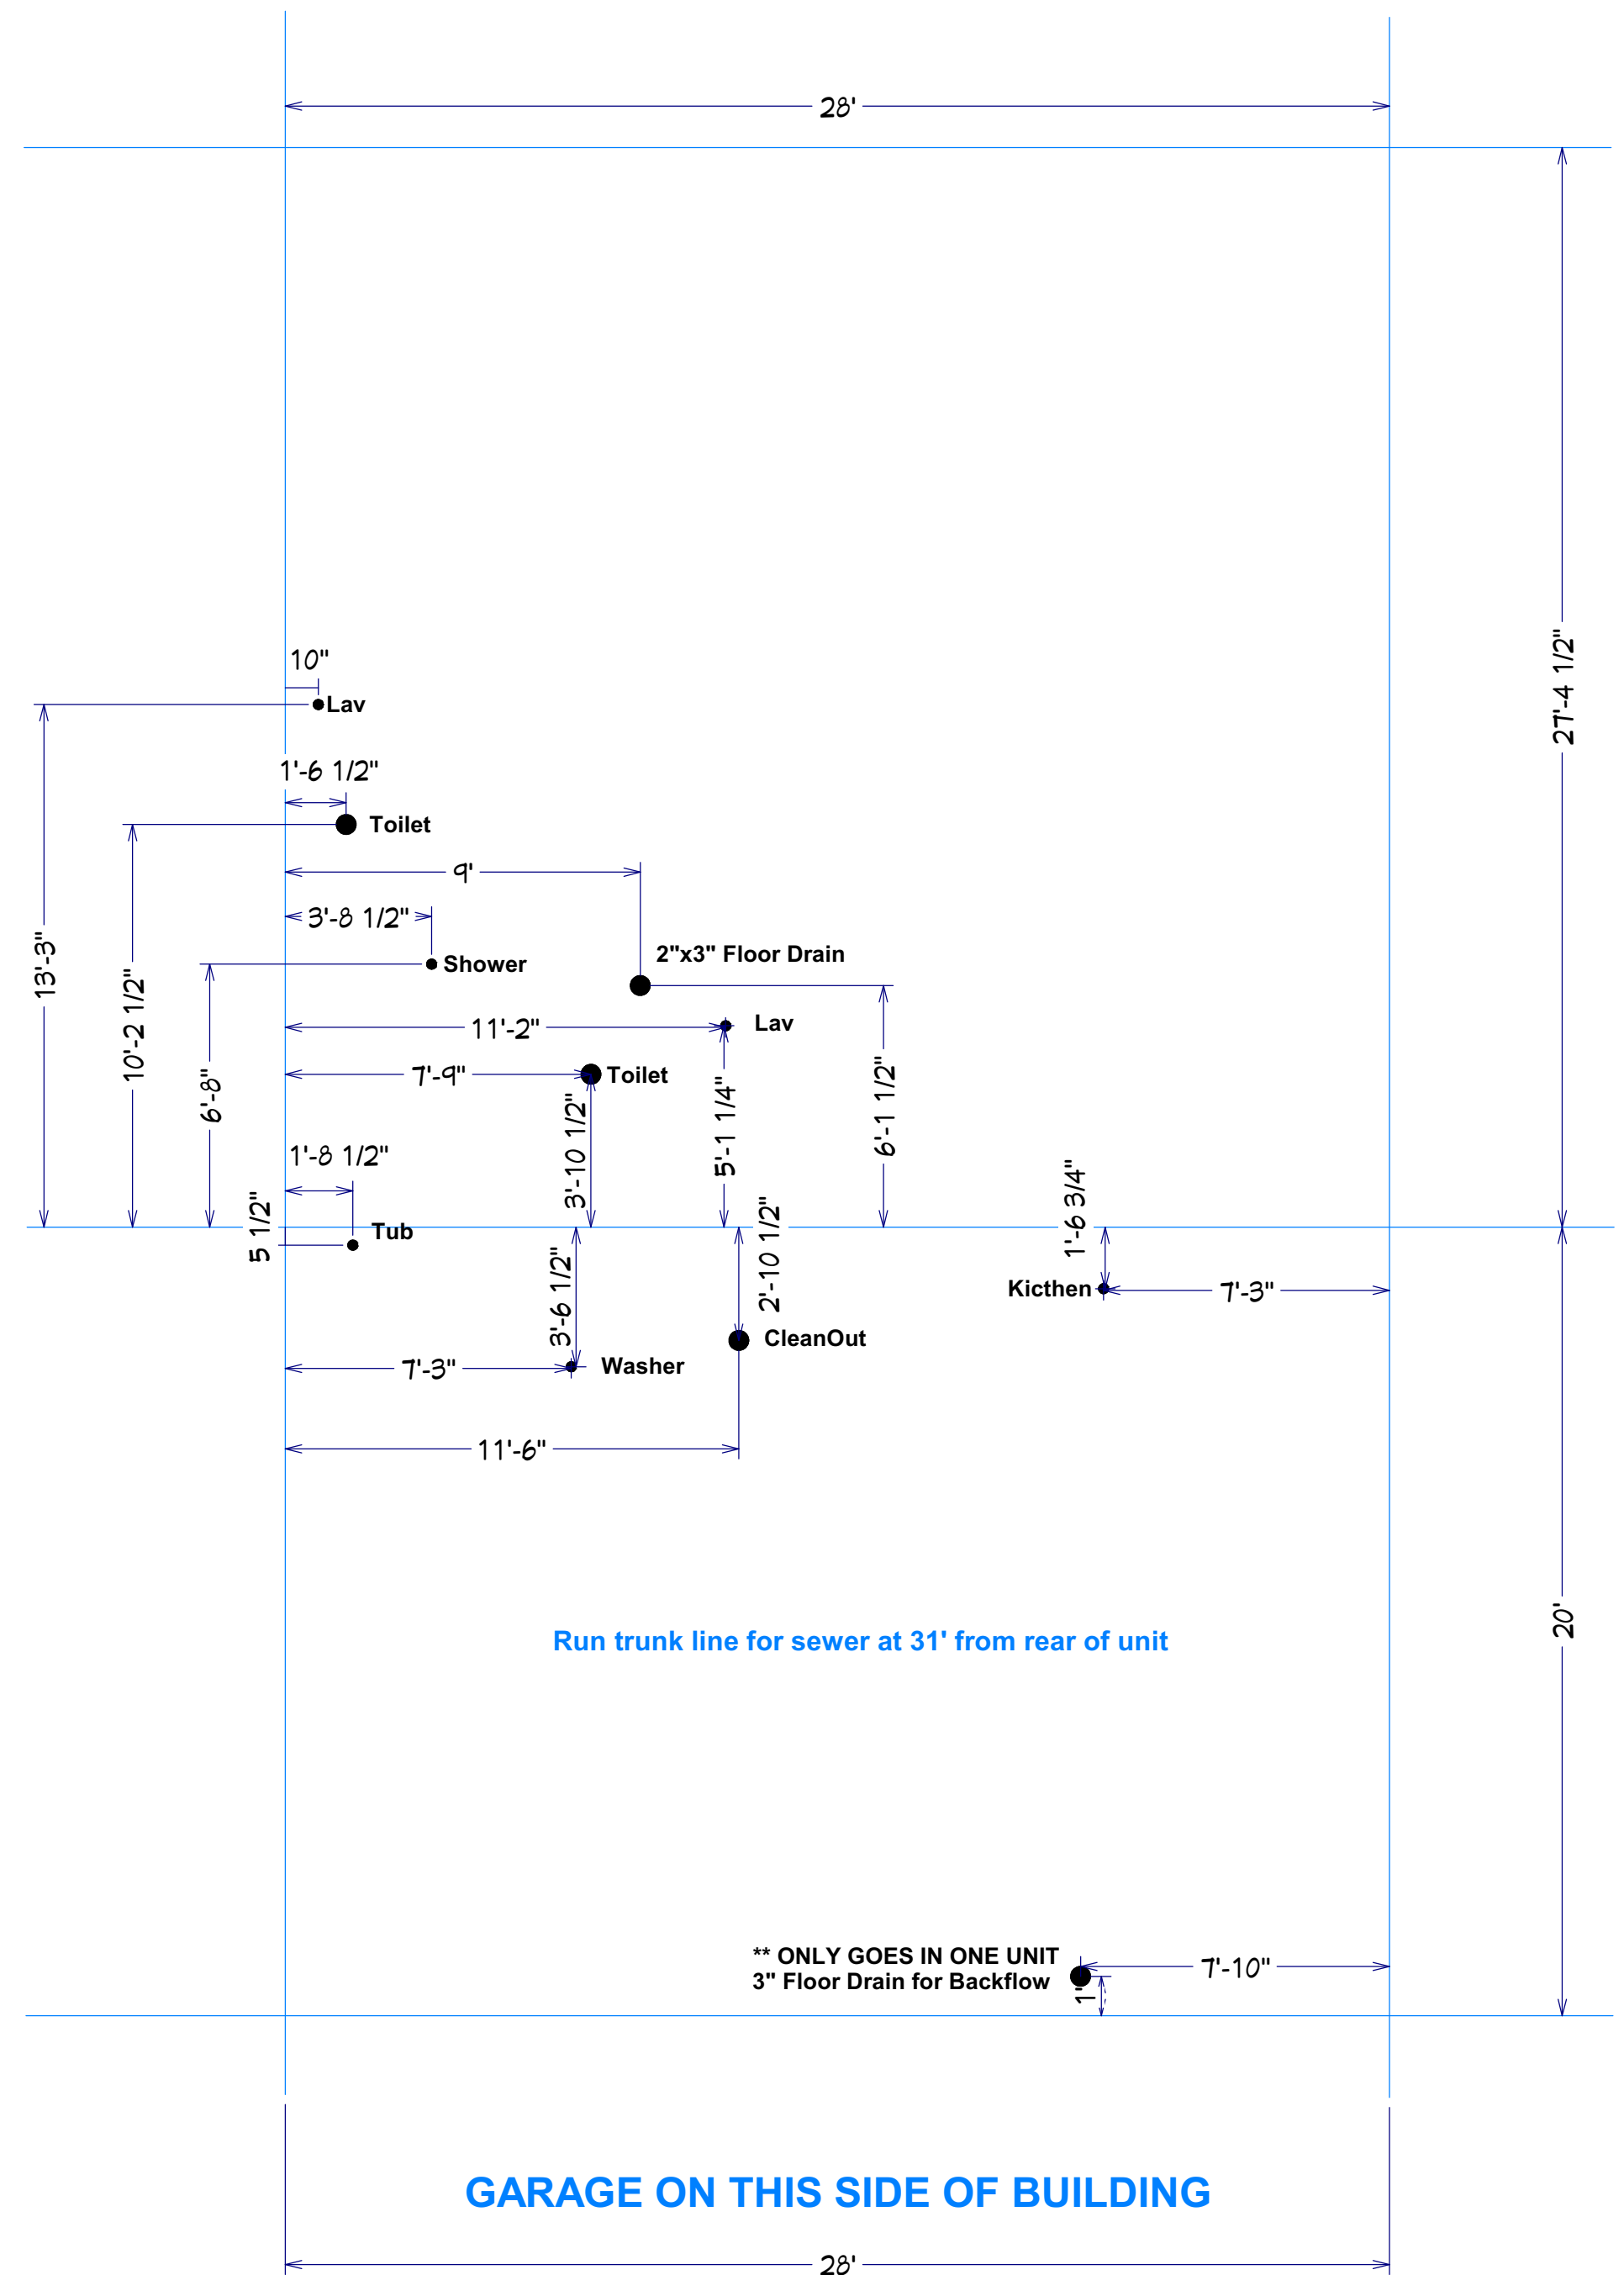 28'
27'-4 1/2"
10"
Lav
1'-6 1/2"
Toilet
9'
3'-8 1/2"
13'-3"
2"x3" Floor Drain
Shower
10'-2 1/2"
11'-2"
Lav
7'-9"
Toilet
6'-8"
3'-10 1/2"
5'-1 1/4"
6'-1 1/2"
1'-8 1/2"
5 1/2"
Tub
1'-6 3/4"
3'-6 1/2"
2'-10 1/2"
Kicthen
7'-3"
CleanOut
7'-3"
Washer
11'-6"
20'
Run trunk line for sewer at 31' from rear of unit
** ONLY GOES IN ONE UNIT
3" Floor Drain for Backflow
7'-10"
1'
GARAGE ON THIS SIDE OF BUILDING
28'